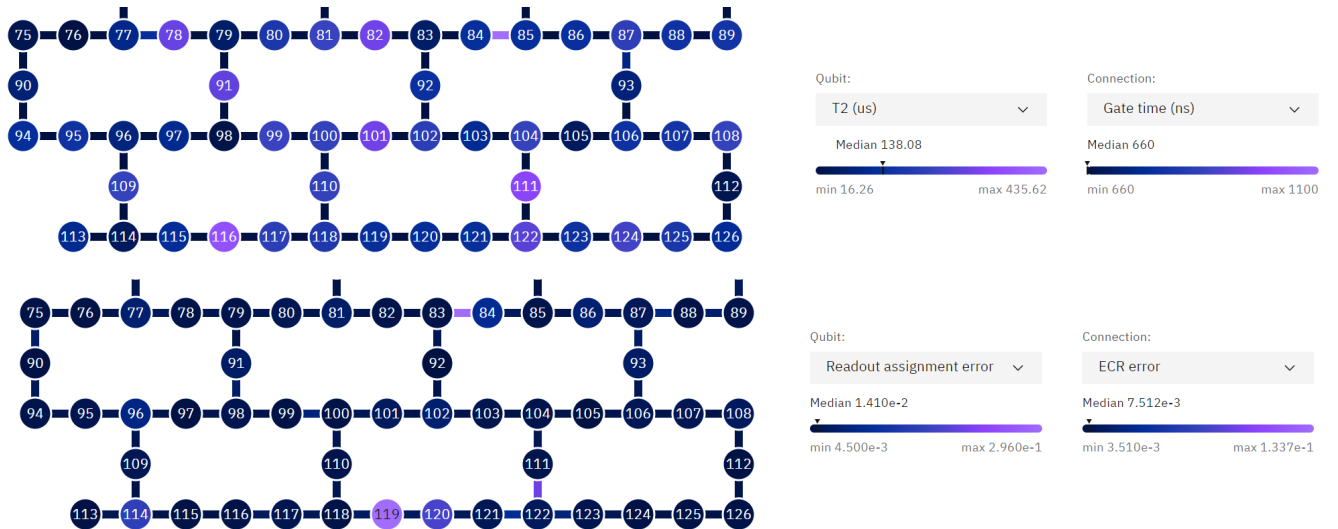 75 76 77 78 79 80 81 82 83 84 85 86 87 88 89
90 91 92 93
94 95 96 97 98 99 100 101 102 103 104 105 106 107 108
109 110 111 112
113 114 115 116 117 118 119 120 121 122 123 124 125 126
Qubit:
T2 (us)
Median 138.08
min 16.26 max 435.62
Connection:
Gate time (ns)
Median 660
min 660 max 1100
75 76 77 78 79 80 81 82 83 84 85 86 87 88 89
90 91 92 93
94 95 96 97 98 99 100 101 102 103 104 105 106 107 108
109 110 111 112
113 114 115 116 117 118 119 120 121 122 123 124 125 126
Qubit:
Readout assignment error
Median 1.410e-2
min 4.500e-3 max 2.960e-1
Connection:
ECR error
Median 7.512e-3
min 3.510e-3 max 1.337e-1